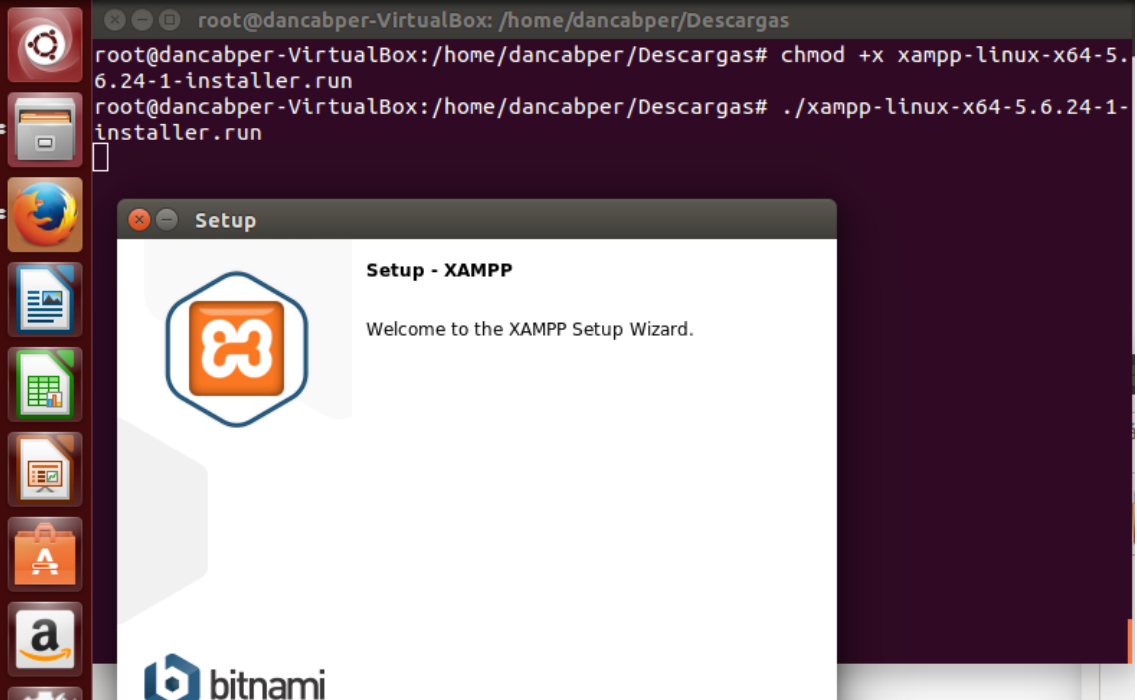 root@dancabper-VirtualBox: /home/dancabper/Descargas
root@dancabper-VirtualBox:/home/dancabper/Descargas# chmod +x xampp-linux-x64-5.
6.24-1-installer.run
root@dancabper-VirtualBox:/home/dancabper/Descargas# ./xampp-linux-x64-5.6.24-1-
installer.run
Setup
Setup - XAMPP
Welcome to the XAMPP Setup Wizard.
bitnami